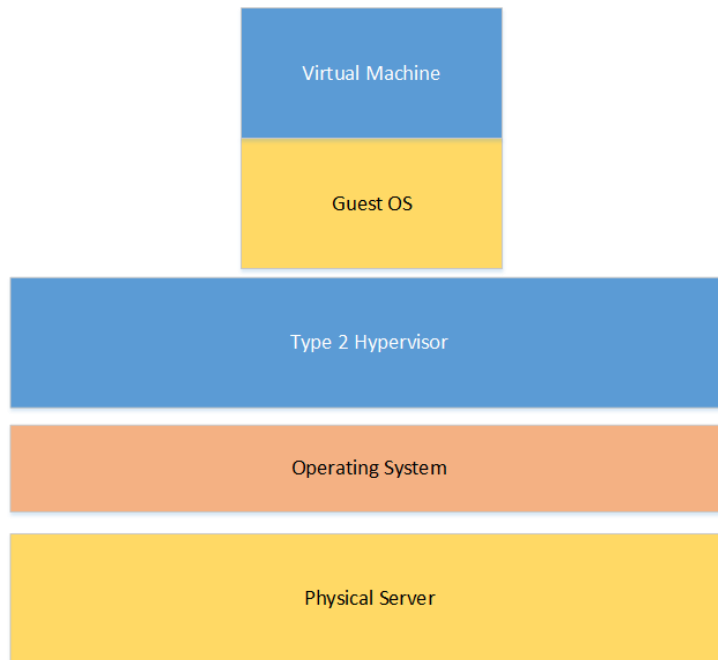 Virtual Machine
Guest OS
Type 2 Hypervisor
Operating System
Physical Server